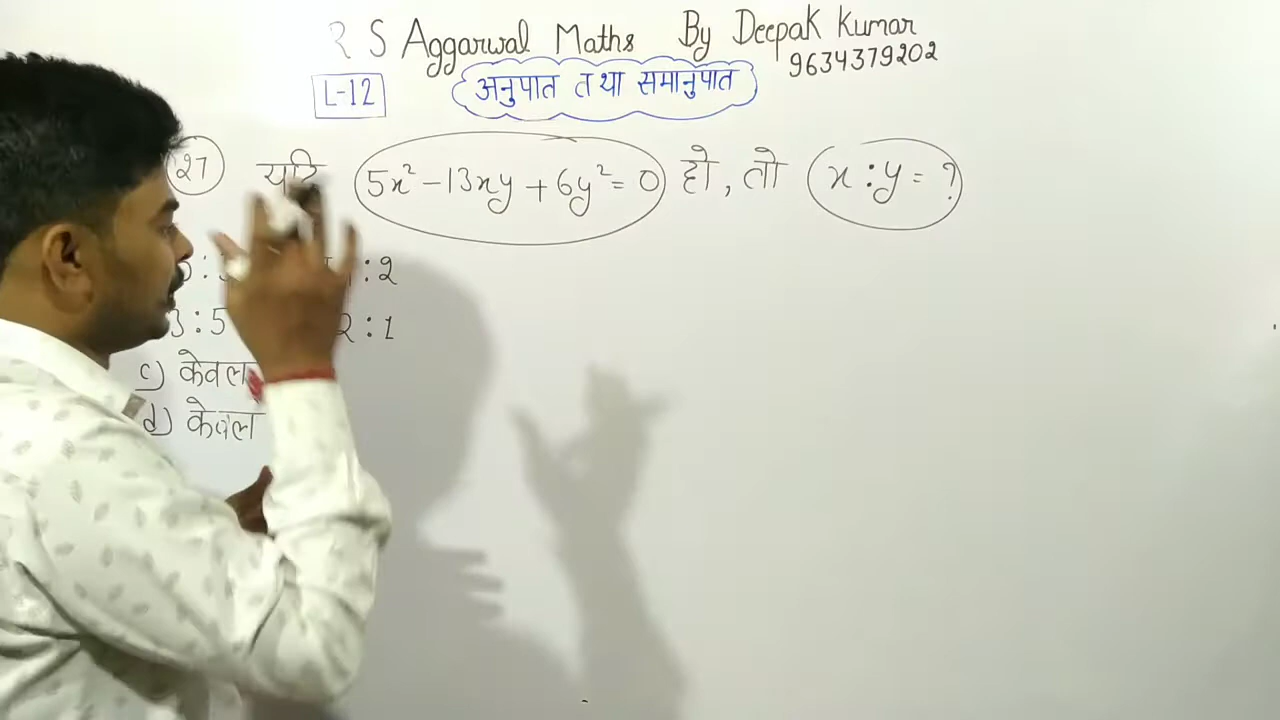 R S Aggarwal Maths By Deepak Kumar
9634379202
L-12 अनुपात तथा समानुपात
27 यदि 5x² - 13xy + 6y² = 0 हो, तो x : y = ?
: 2
3 : 5 2 : 1
c) केवल
d) केवल